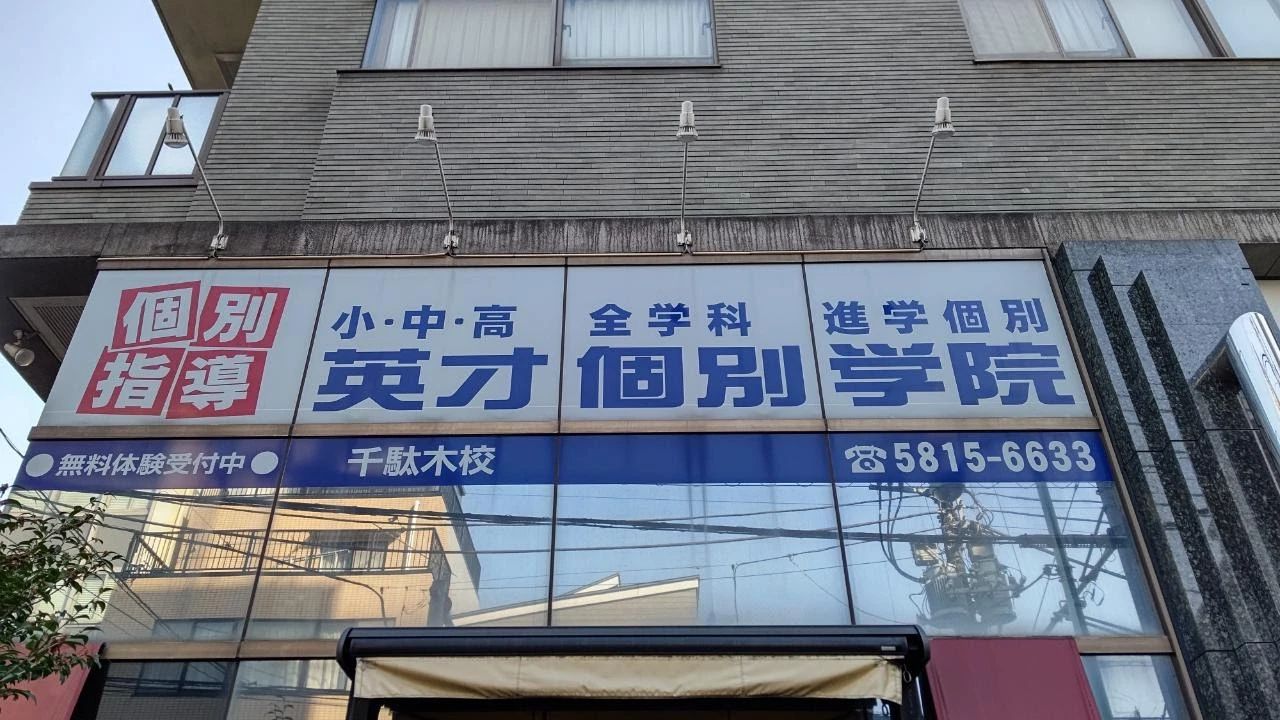 個別
指導
小・中・高 全学科 進学個別
英才個別学院
●無料体験受付中● 千駄木校 ☎5815-6633